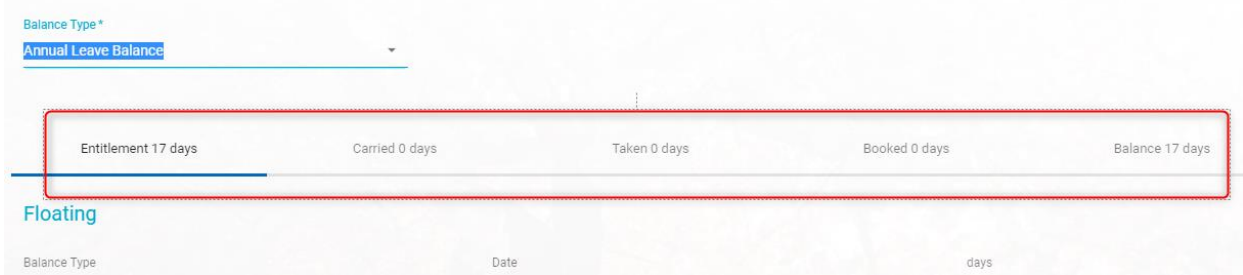 Balance Type *
Annual Leave Balance
Entitlement 17 days Carried 0 days Taken 0 days Booked 0 days Balance 17 days
Floating
Balance Type Date days